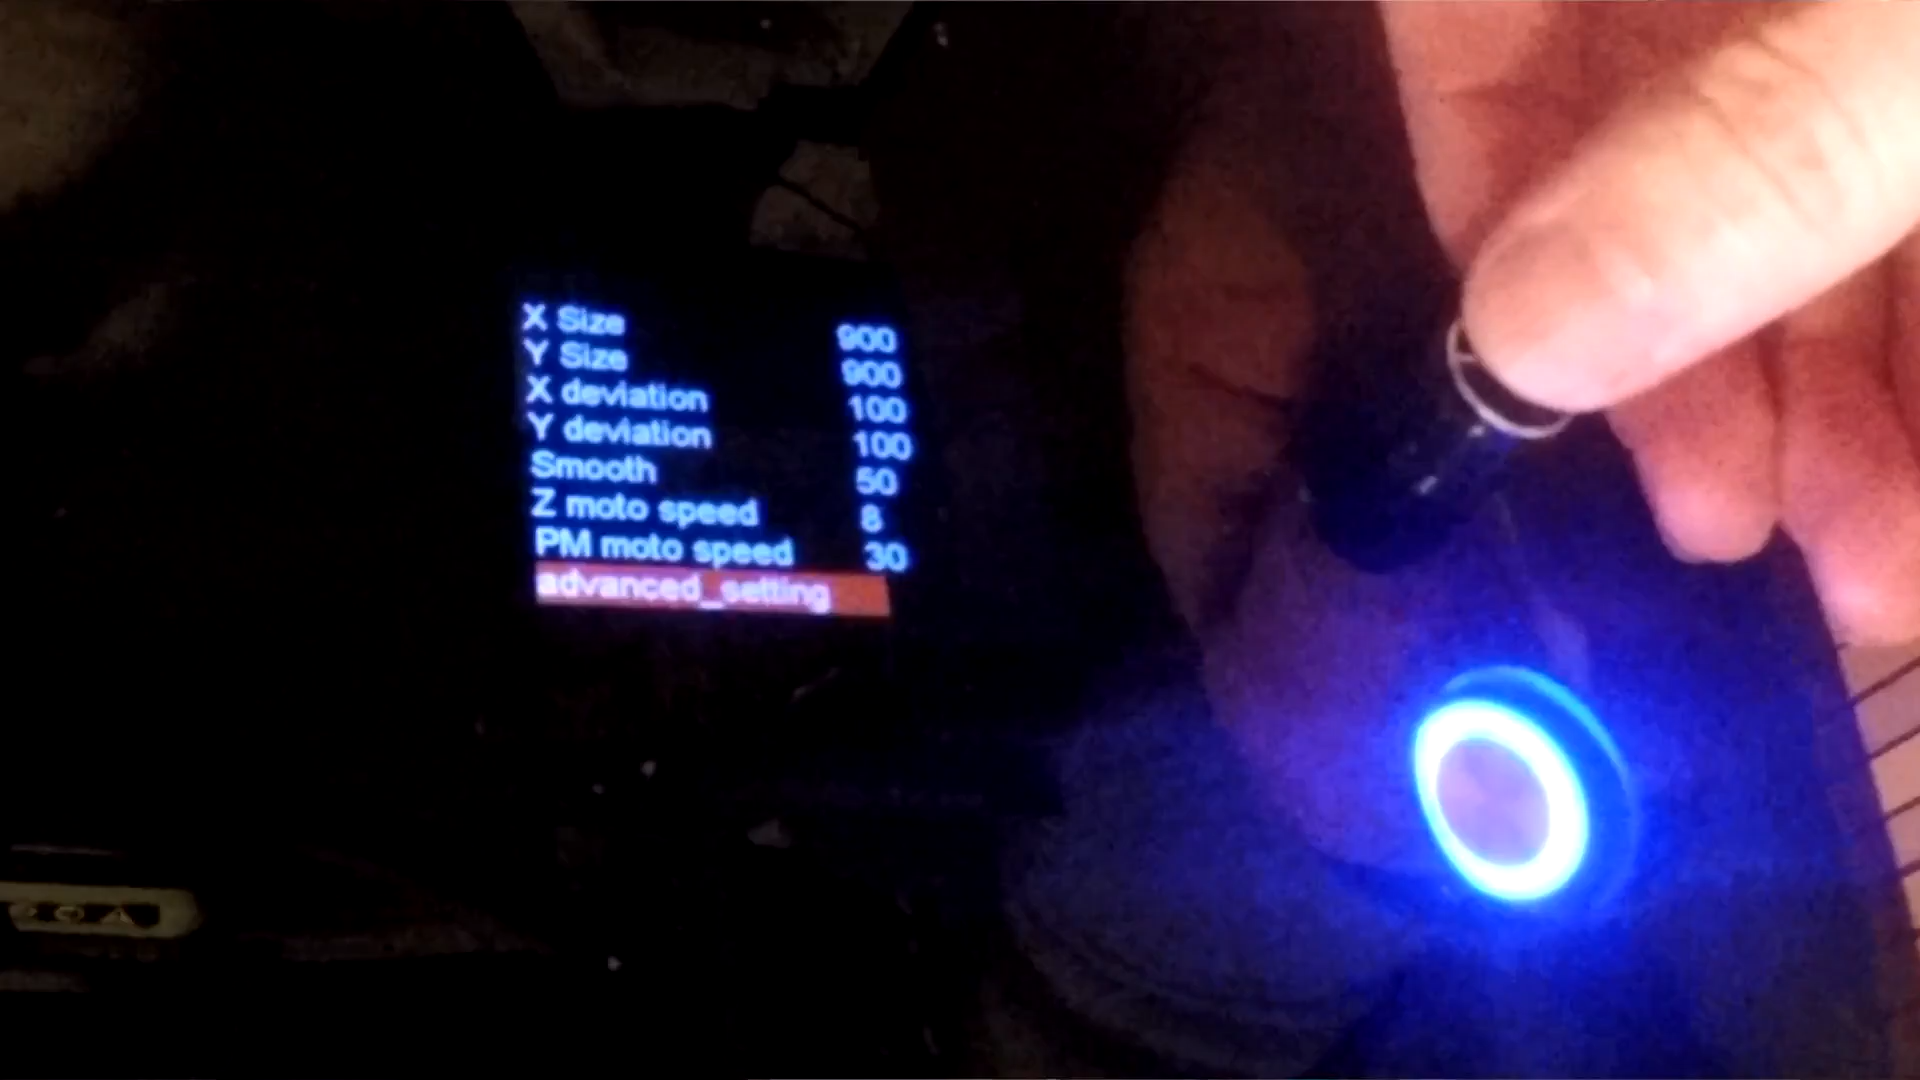 X Size 900
Y Size 900
X deviation 100
Y deviation 100
Smooth 50
Z moto speed 8
PM moto speed 30
advanced_setting